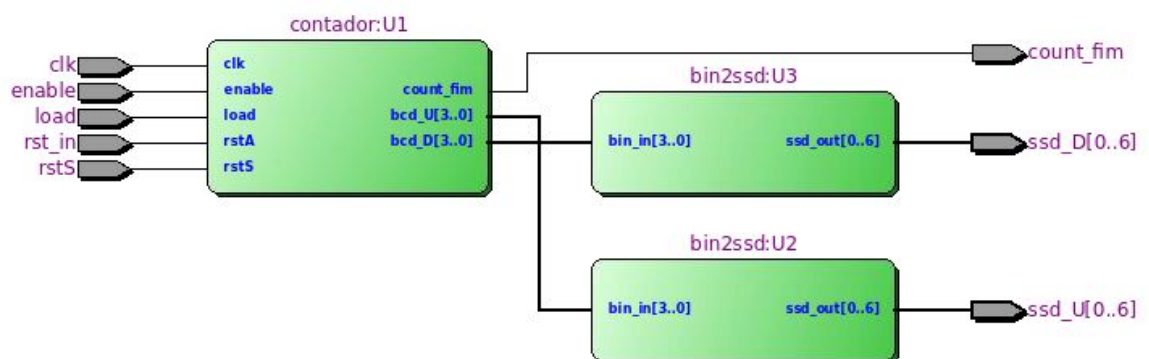 contador:U1
clk
enable
load
rst_in
rstS
clk
enable
load
rstA
rstS
count_fim
bcd_U[3..0]
bcd_D[3..0]
count_fim
bin2ssd:U3
bin_in[3..0]
ssd_out[0..6]
ssd_D[0..6]
bin2ssd:U2
bin_in[3..0]
ssd_out[0..6]
ssd_U[0..6]